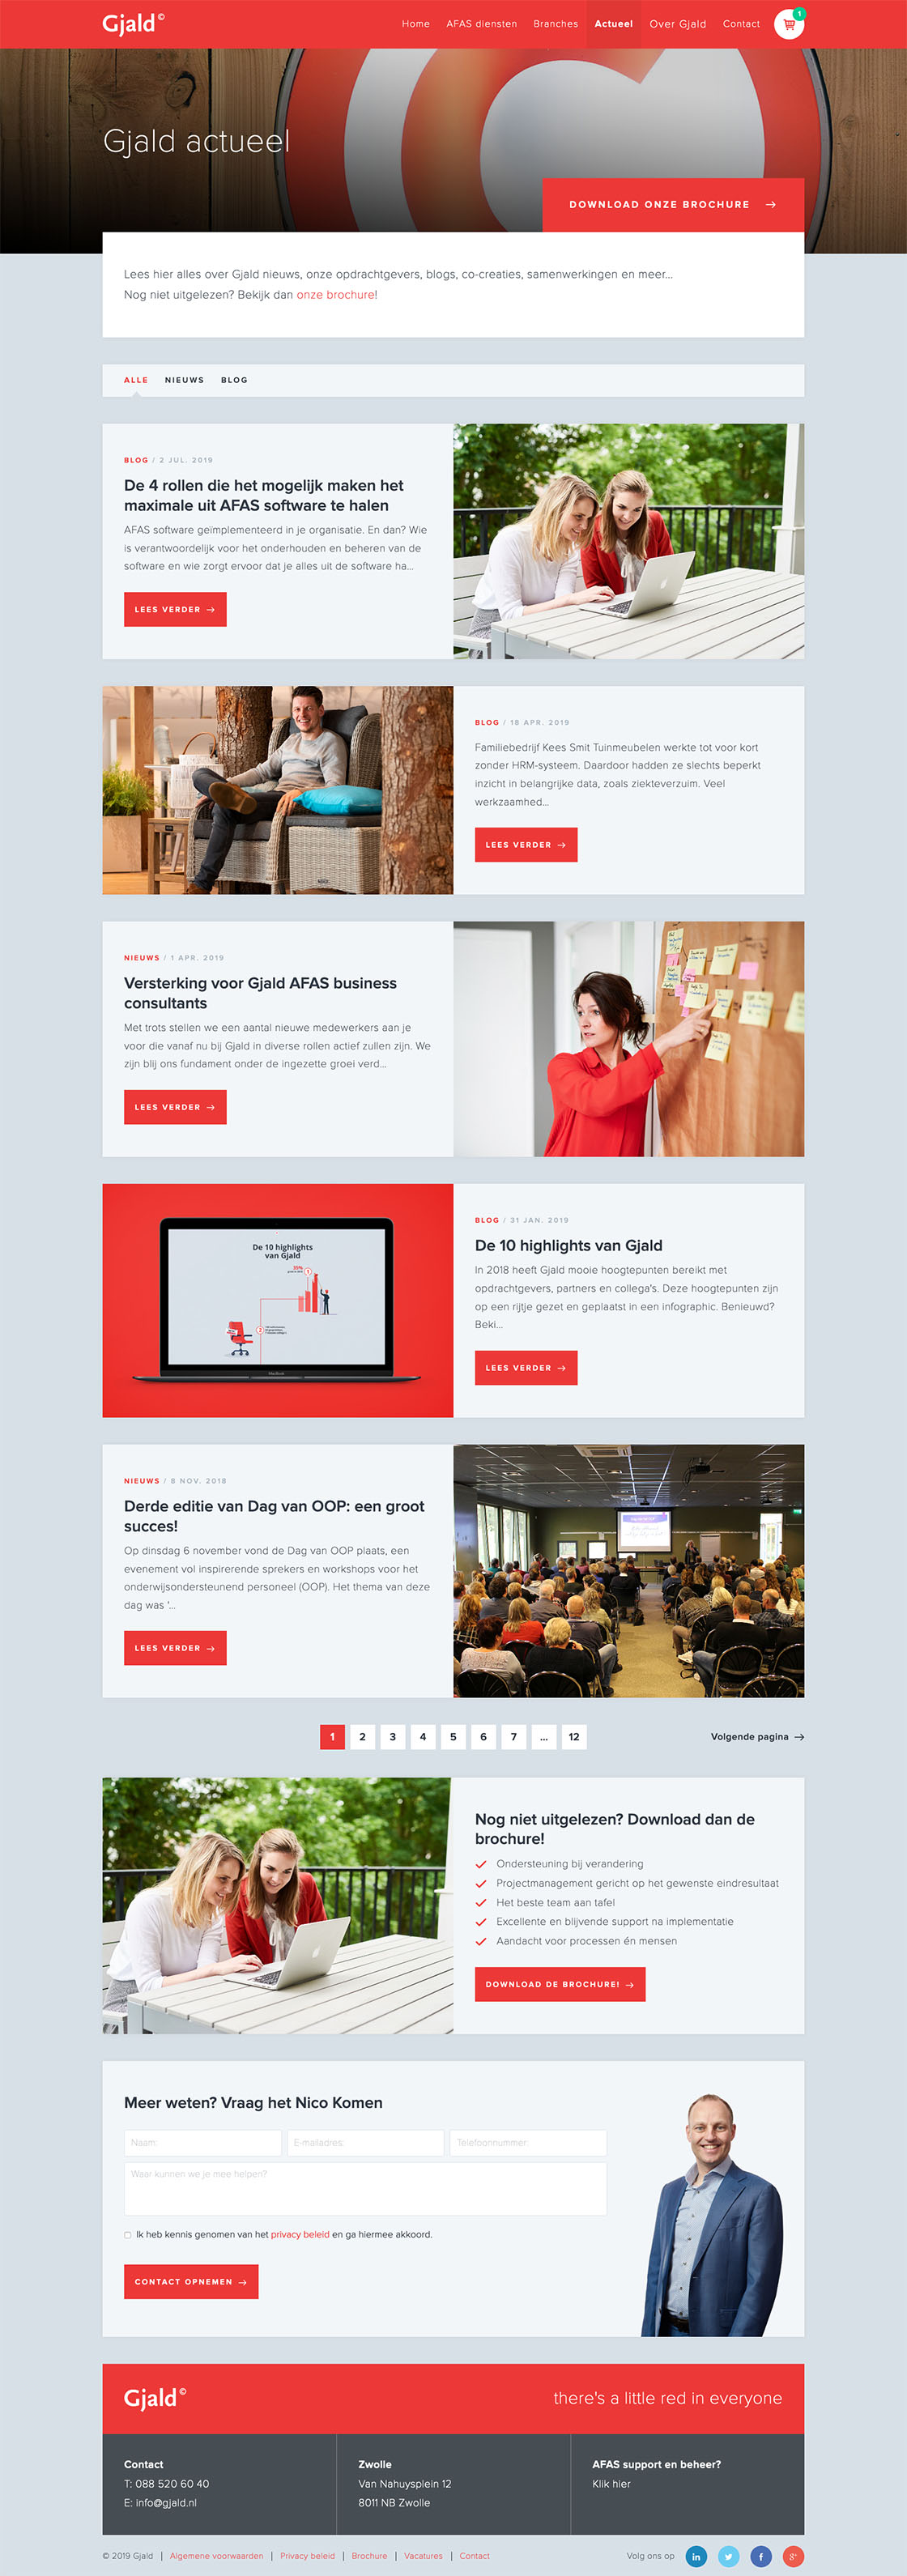 Gjald©
Home AFAS diensten Branches Actueel Over Gjald Contact 1
Gjald actueel
DOWNLOAD ONZE BROCHURE →
Lees hier alles over Gjald nieuws, onze opdrachtgevers, blogs, co-creaties, samenwerkingen en meer...
Nog niet uitgelezen? Bekijk dan onze brochure!
ALLE NIEUWS BLOG
BLOG / 2 JUL. 2019
De 4 rollen die het mogelijk maken het
maximale uit AFAS software te halen
AFAS software geïmplementeerd in je organisatie. En dan? Wie
is verantwoordelijk voor het onderhouden en beheren van de
software en wie zorgt ervoor dat je alles uit de software ha...
LEES VERDER →
BLOG / 18 APR. 2019
Familiebedrijf Kees Smit Tuinmeubelen werkte tot voor kort
zonder HRM-systeem. Daardoor hadden ze slechts beperkt
inzicht in belangrijke data, zoals ziekteverzuim. Veel
werkzaamhed...
LEES VERDER →
NIEUWS / 1 APR. 2019
Versterking voor Gjald AFAS business
consultants
Met trots stellen we een aantal nieuwe medewerkers aan je
voor die vanaf nu bij Gjald in diverse rollen actief zullen zijn. We
zijn blij ons fundament onder de ingezette groei verd...
LEES VERDER →
De 10 highlights
van Gjald
35%
1
2
MacBook
BLOG / 31 JAN. 2019
De 10 highlights van Gjald
In 2018 heeft Gjald mooie hoogtepunten bereikt met
opdrachtgevers, partners en collega's. Deze hoogtepunten zijn
op een rijtje gezet en geplaatst in een infographic. Benieuwd?
Beki...
LEES VERDER →
NIEUWS / 8 NOV. 2018
Derde editie van Dag van OOP: een groot
succes!
Op dinsdag 6 november vond de Dag van OOP plaats, een
evenement vol inspirerende sprekers en workshops voor het
onderwijsondersteunend personeel (OOP). Het thema van deze
dag was '...
LEES VERDER →
1 2 3 4 5 6 7 ... 12
Volgende pagina →
Nog niet uitgelezen? Download dan de
brochure!
Ondersteuning bij verandering
Projectmanagement gericht op het gewenste eindresultaat
Het beste team aan tafel
Excellente en blijvende support na implementatie
Aandacht voor processen én mensen
DOWNLOAD DE BROCHURE! →
Meer weten? Vraag het Nico Komen
Naam: E-mailadres: Telefoonnummer:
Waar kunnen we je mee helpen?
Ik heb kennis genomen van het privacy beleid en ga hiermee akkoord.
CONTACT OPNEMEN →
Gjald©
there's a little red in everyone
Contact
T: 088 520 60 40
E: info@gjald.nl
Zwolle
Van Nahuysplein 12
8011 NB Zwolle
AFAS support en beheer?
Klik hier
© 2019 Gjald | Algemene voorwaarden | Privacy beleid | Brochure | Vacatures | Contact
Volg ons op in f g+